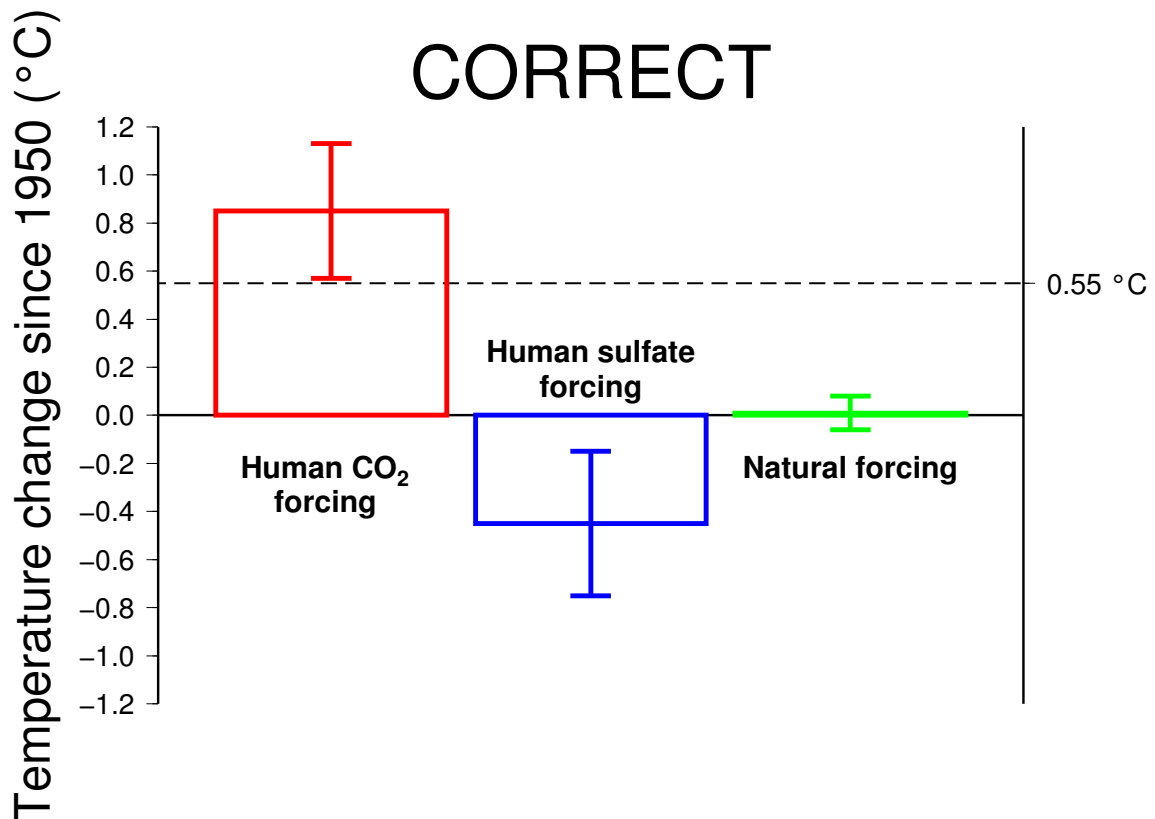 CORRECT
Temperature change since 1950 (°C)
1.2
1.0
0.8
0.6
0.4
0.2
0.0
−0.2
−0.4
−0.6
−0.8
−1.0
−1.2
0.55 °C
Human sulfate
forcing
Human CO₂
forcing
Natural forcing